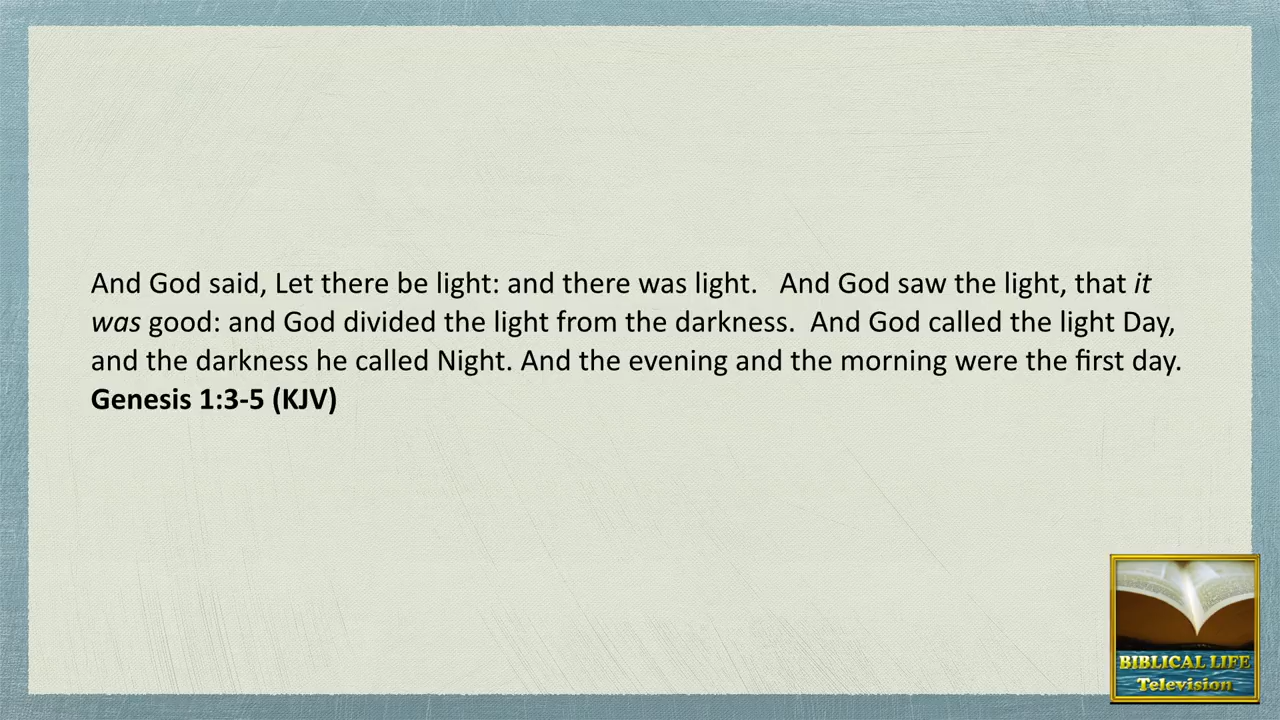 And God said, Let there be light: and there was light.   And God saw the light, that it
was good: and God divided the light from the darkness.  And God called the light Day,
and the darkness he called Night. And the evening and the morning were the first day.
Genesis 1:3-5 (KJV)
BIBLICAL LIFE
Television